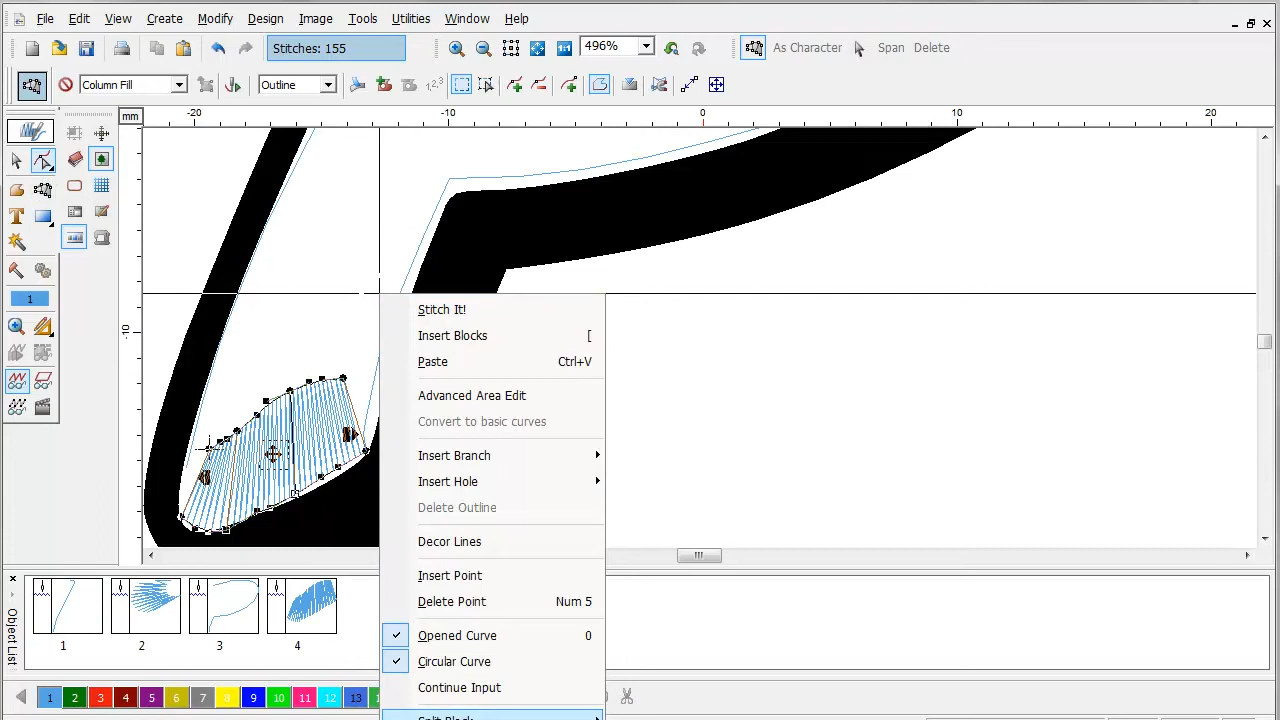 File Edit View Create Modify Design Image Tools Utilities Window Help
Stitches: 155 496% As Character Span Delete
Column Fill Outline 1,2,3
mm -20 -10 0 10 20
-10
1
Stitch It!
Insert Blocks [
Paste Ctrl+V
Advanced Area Edit
Convert to basic curves
Insert Branch
Insert Hole
Delete Outline
Decor Lines
Insert Point
Delete Point Num 5
Opened Curve 0
Circular Curve
Continue Input
Object List
1 2 3 4
1 2 3 4 5 6 7 8 9 10 11 12 13